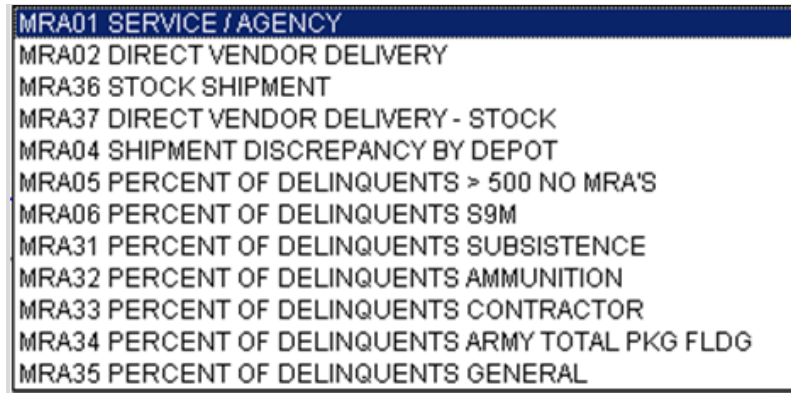 MRA01 SERVICE / AGENCY
MRA02 DIRECT VENDOR DELIVERY
MRA36 STOCK SHIPMENT
MRA37 DIRECT VENDOR DELIVERY - STOCK
MRA04 SHIPMENT DISCREPANCY BY DEPOT
MRA05 PERCENT OF DELINQUENTS > 500 NO MRA'S
MRA06 PERCENT OF DELINQUENTS S9M
MRA31 PERCENT OF DELINQUENTS SUBSISTENCE
MRA32 PERCENT OF DELINQUENTS AMMUNITION
MRA33 PERCENT OF DELINQUENTS CONTRACTOR
MRA34 PERCENT OF DELINQUENTS ARMY TOTAL PKG FLDG
MRA35 PERCENT OF DELINQUENTS GENERAL